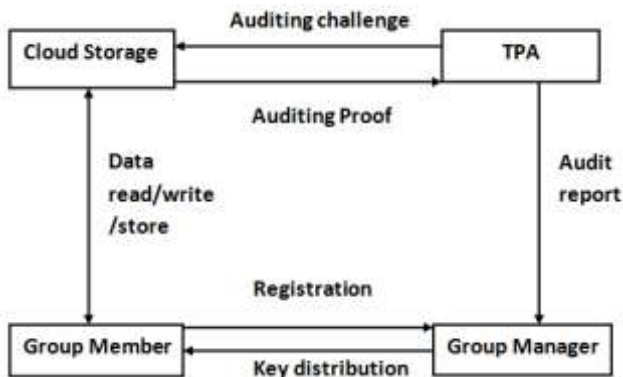 Auditing challenge
Cloud Storage
TPA
Auditing Proof
Data
read/write
/store
Audit
report
Registration
Group Member
Group Manager
Key distribution